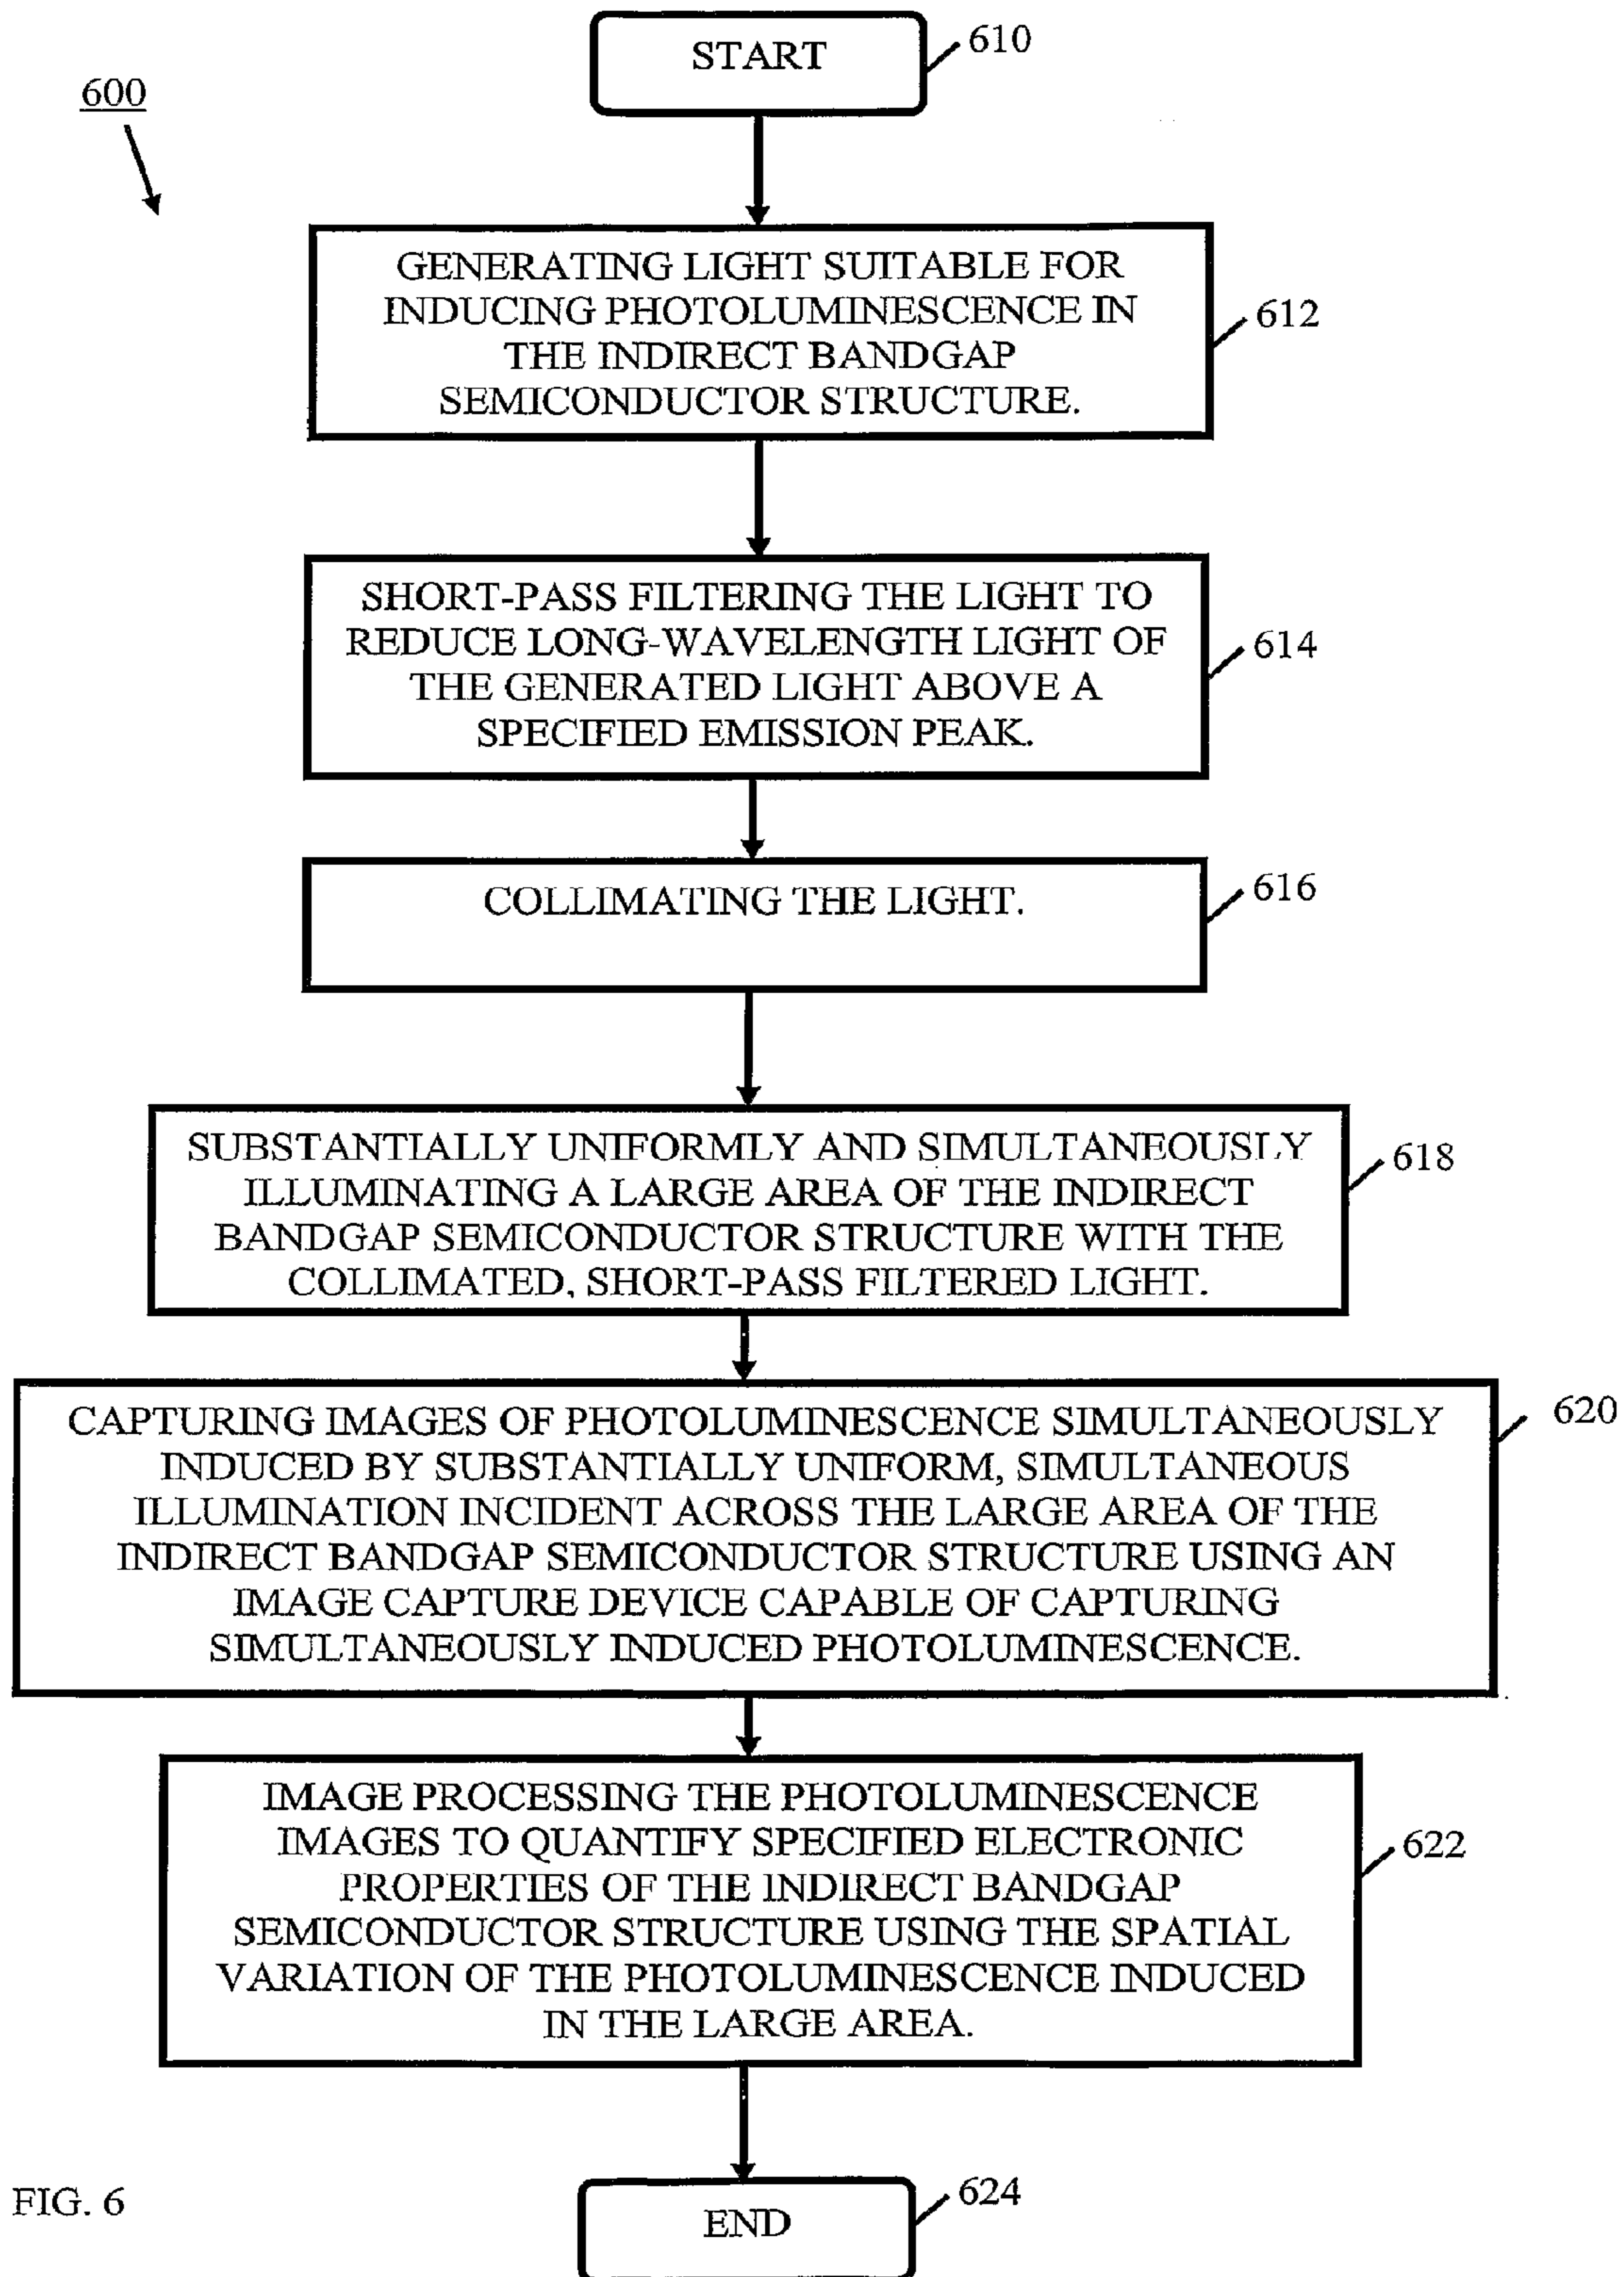 START
610
600
GENERATING LIGHT SUITABLE FOR
INDUCING PHOTOLUMINESCENCE IN
THE INDIRECT BANDGAP
SEMICONDUCTOR STRUCTURE.
612
SHORT-PASS FILTERING THE LIGHT TO
REDUCE LONG-WAVELENGTH LIGHT OF
THE GENERATED LIGHT ABOVE A
SPECIFIED EMISSION PEAK.
614
COLLIMATING THE LIGHT.
616
SUBSTANTIALLY UNIFORMLY AND SIMULTANEOUSLY
ILLUMINATING A LARGE AREA OF THE INDIRECT
BANDGAP SEMICONDUCTOR STRUCTURE WITH THE
COLLIMATED, SHORT-PASS FILTERED LIGHT.
618
CAPTURING IMAGES OF PHOTOLUMINESCENCE SIMULTANEOUSLY
INDUCED BY SUBSTANTIALLY UNIFORM, SIMULTANEOUS
ILLUMINATION INCIDENT ACROSS THE LARGE AREA OF THE
INDIRECT BANDGAP SEMICONDUCTOR STRUCTURE USING AN
IMAGE CAPTURE DEVICE CAPABLE OF CAPTURING
SIMULTANEOUSLY INDUCED PHOTOLUMINESCENCE.
620
IMAGE PROCESSING THE PHOTOLUMINESCENCE
IMAGES TO QUANTIFY SPECIFIED ELECTRONIC
PROPERTIES OF THE INDIRECT BANDGAP
SEMICONDUCTOR STRUCTURE USING THE SPATIAL
VARIATION OF THE PHOTOLUMINESCENCE INDUCED
IN THE LARGE AREA.
622
END
624
FIG. 6